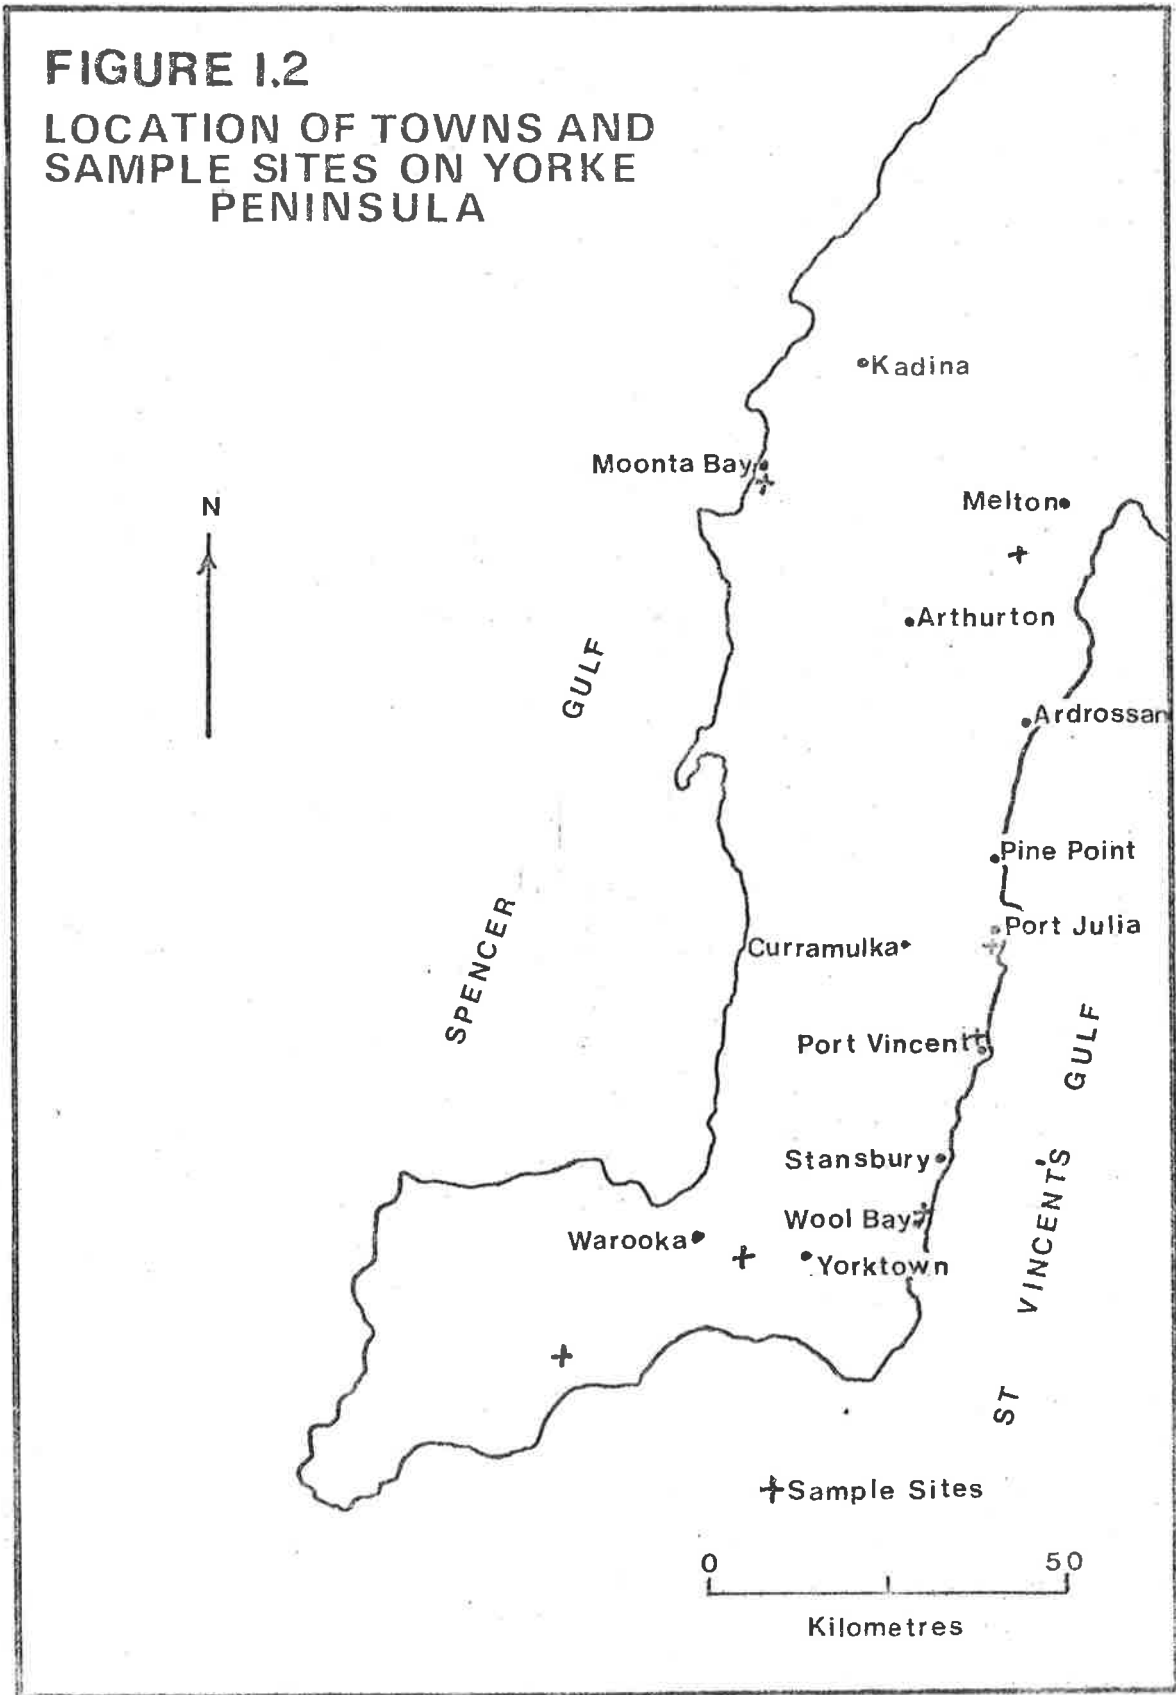 FIGURE I.2
LOCATION OF TOWNS AND
SAMPLE SITES ON YORKE
PENINSULA
Kadina
Moonta Bay
N
Melton
Arthurton
GULF
Ardrossan
Pine Point
SPENCER
Port Julia
Curramulka
Port Vincent
GULF
Stansbury
VINCENT'S
Wool Bay
Warooka
Yorktown
ST
Sample Sites
0 50
Kilometres